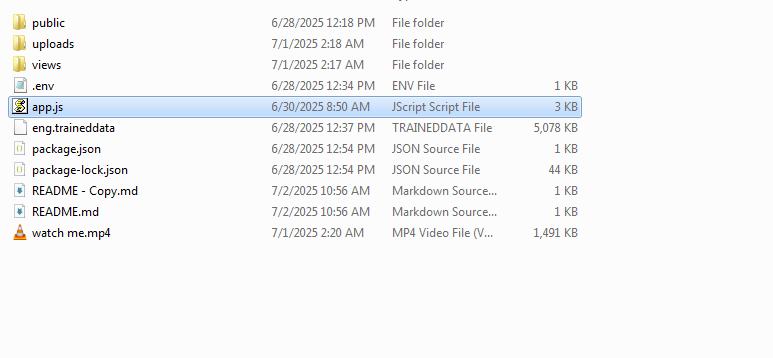 public 6/28/2025 12:18 PM File folder
uploads 7/1/2025 2:18 AM File folder
views 7/1/2025 2:17 AM File folder
.env 6/28/2025 12:34 PM ENV File 1 KB
app.js 6/30/2025 8:50 AM JScript Script File 3 KB
eng.traineddata 6/28/2025 12:37 PM TRAINEDDATA File 5,078 KB
package.json 6/28/2025 12:54 PM JSON Source File 1 KB
package-lock.json 6/28/2025 12:54 PM JSON Source File 44 KB
README - Copy.md 7/2/2025 10:56 AM Markdown Source... 1 KB
README.md 7/2/2025 10:56 AM Markdown Source... 1 KB
watch me.mp4 7/1/2025 2:20 AM MP4 Video File (V... 1,491 KB